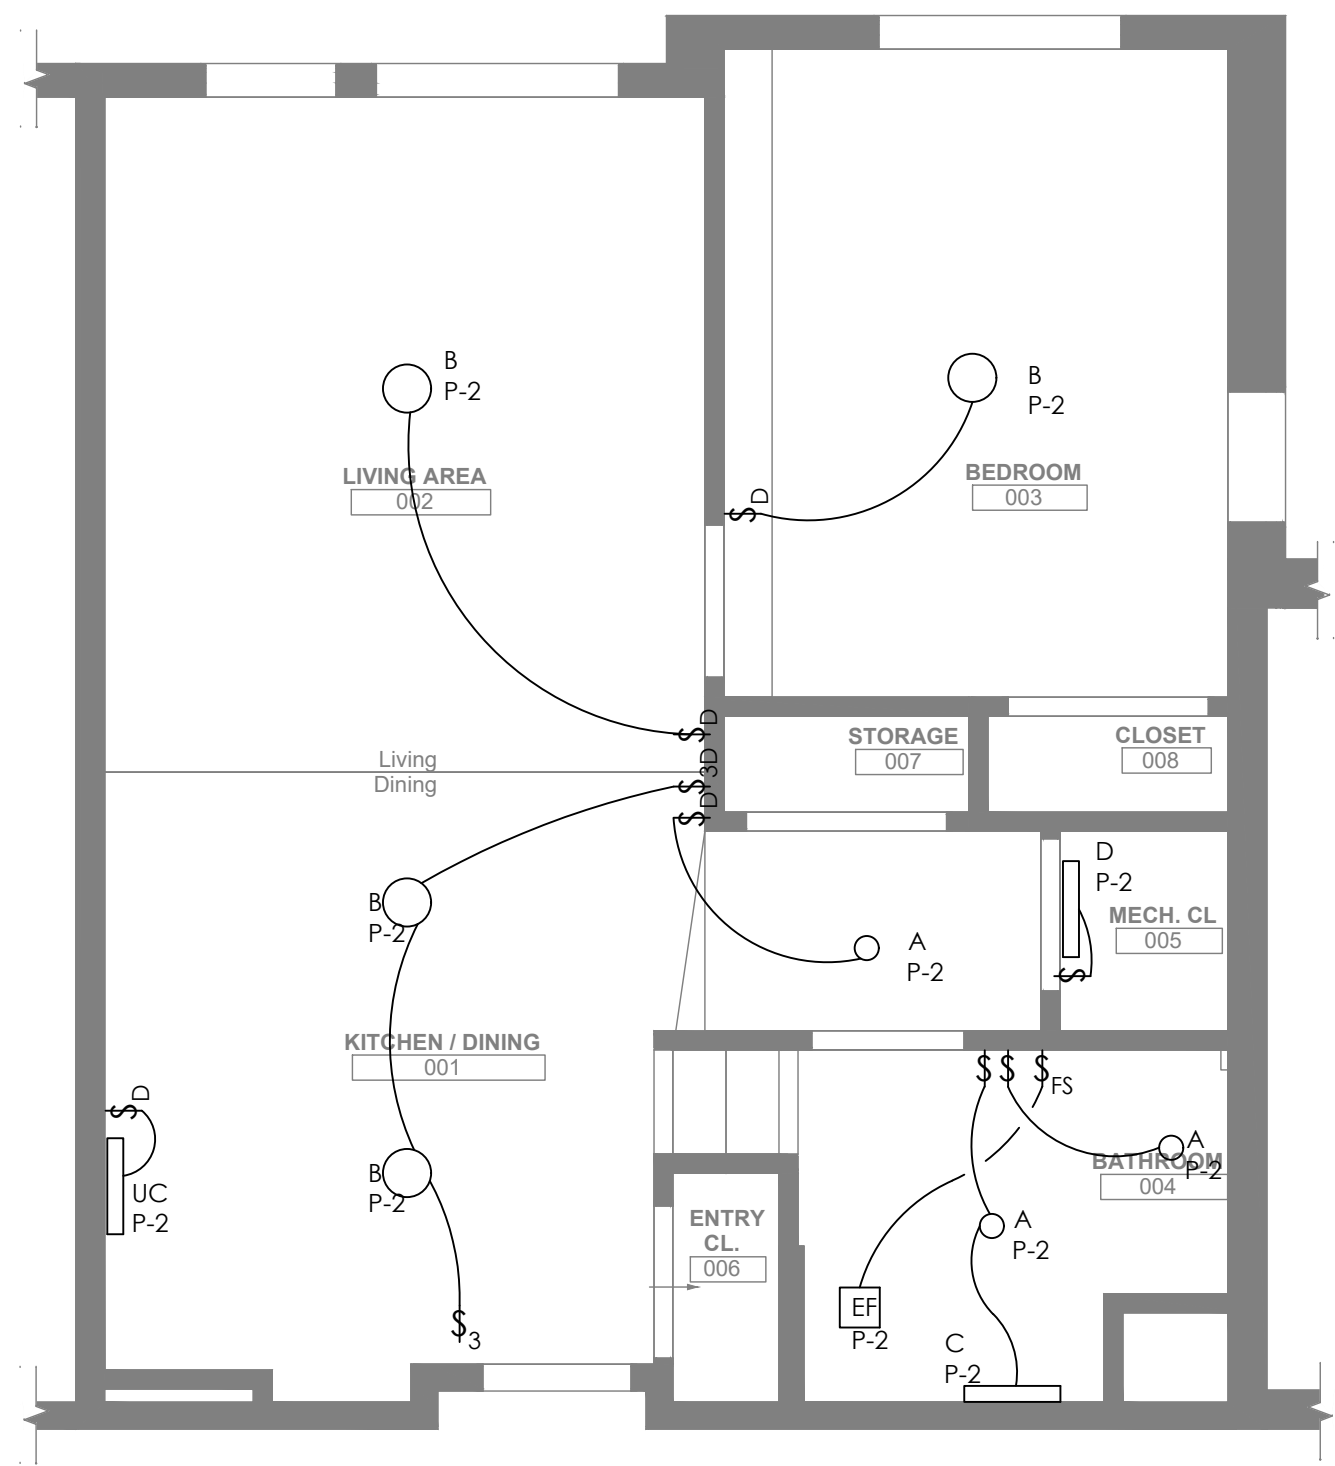 B
P-2
LIVING AREA
002
B
P-2
BEDROOM
003
$ D
$ D
Living
Dining
$ 3D
$ D
STORAGE
007
CLOSET
008
B
P-2
A
P-2
D
P-2
MECH. CL
005
$
KITCHEN / DINING
001
$ D
UC
P-2
B
P-2
$ 3
ENTRY
CL.
006
$ $ $ FS
A
P-2
BATHROOM
004
A
P-2
EF
P-2
C
P-2